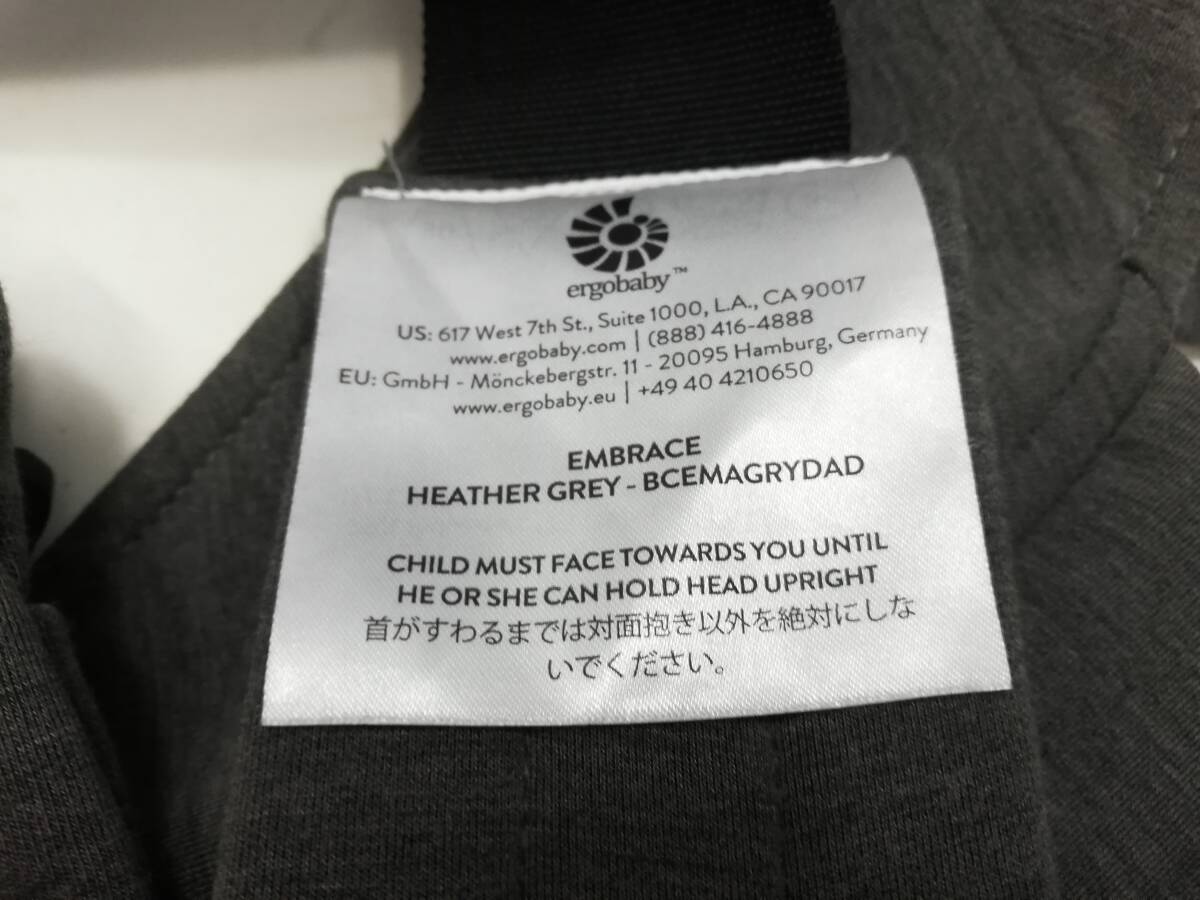 ergobaby™
US: 617 West 7th St., Suite 1000, L.A., CA 90017
www.ergobaby.com | (888) 416-4888
EU: GmbH - Mönckebergstr. 11 - 20095 Hamburg, Germany
www.ergobaby.eu | +49 40 4210650
EMBRACE
HEATHER GREY - BCEMAGRYDAD
CHILD MUST FACE TOWARDS YOU UNTIL
HE OR SHE CAN HOLD HEAD UPRIGHT
首がすわるまでは対面抱き以外を絶対にしな
いでください。